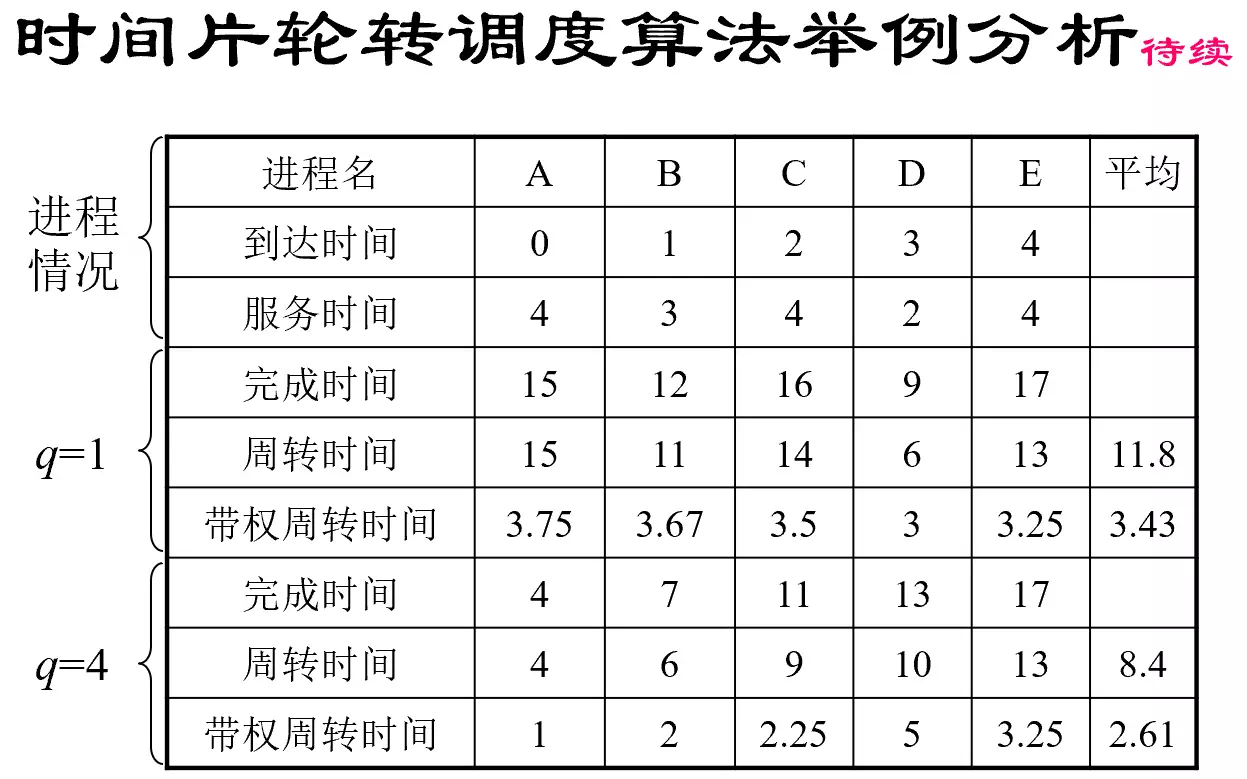 时间片轮转调度算法举例分析待续
进程情况
进程名 A B C D E 平均
到达时间 0 1 2 3 4
服务时间 4 3 4 2 4
q=1
完成时间 15 12 16 9 17
周转时间 15 11 14 6 13 11.8
带权周转时间 3.75 3.67 3.5 3 3.25 3.43
q=4
完成时间 4 7 11 13 17
周转时间 4 6 9 10 13 8.4
带权周转时间 1 2 2.25 5 3.25 2.61